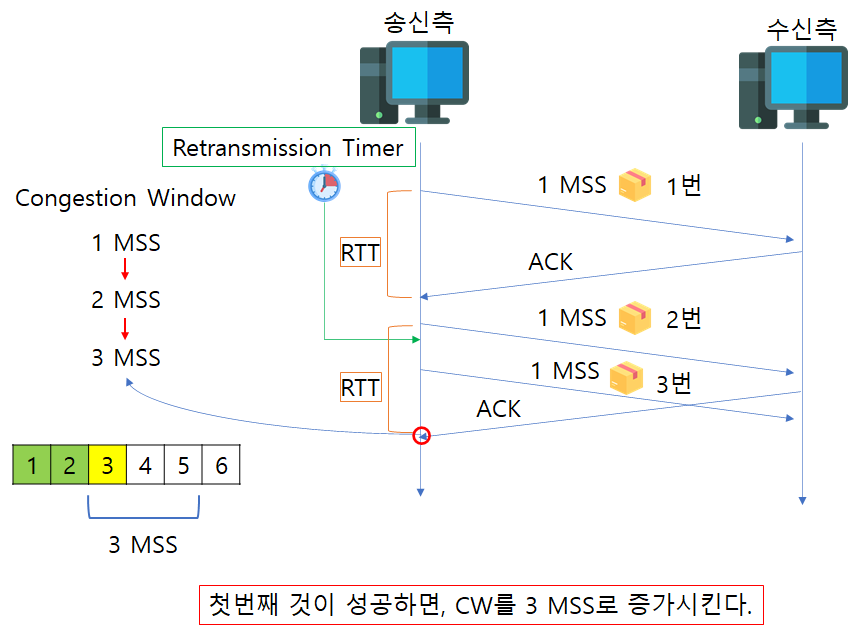 송신측
수신측
Retransmission Timer
Congestion Window
1 MSS
2 MSS
3 MSS
RTT
1 MSS 1번
ACK
1 MSS 2번
1 MSS 3번
RTT
ACK
1 2 3 4 5 6
3 MSS
첫번째 것이 성공하면, CW를 3 MSS로 증가시킨다.